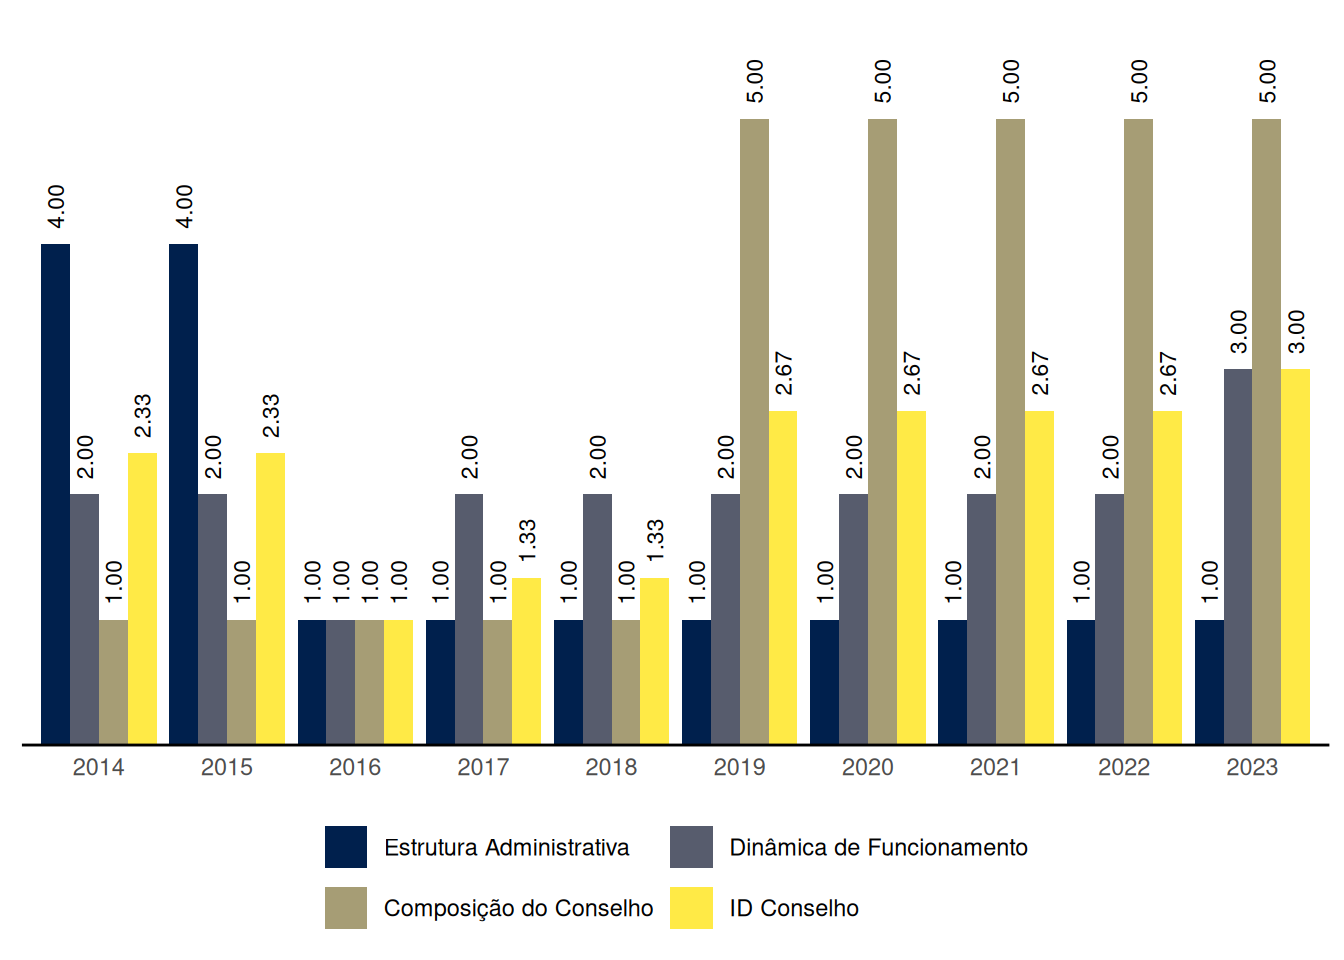 5.00 5.00 5.00 5.00 5.00
4.00 4.00
3.00 3.00
2.67 2.67 2.67 2.67
2.33 2.33
2.00 2.00 2.00 2.00 2.00 2.00 2.00 2.00
1.33 1.33
1.00 1.00 1.00 1.00 1.00 1.00 1.00 1.00 1.00 1.00 1.00 1.00 1.00 1.00 1.00
2014 2015 2016 2017 2018 2019 2020 2021 2022 2023
Estrutura Administrativa Dinâmica de Funcionamento
Composição do Conselho ID Conselho